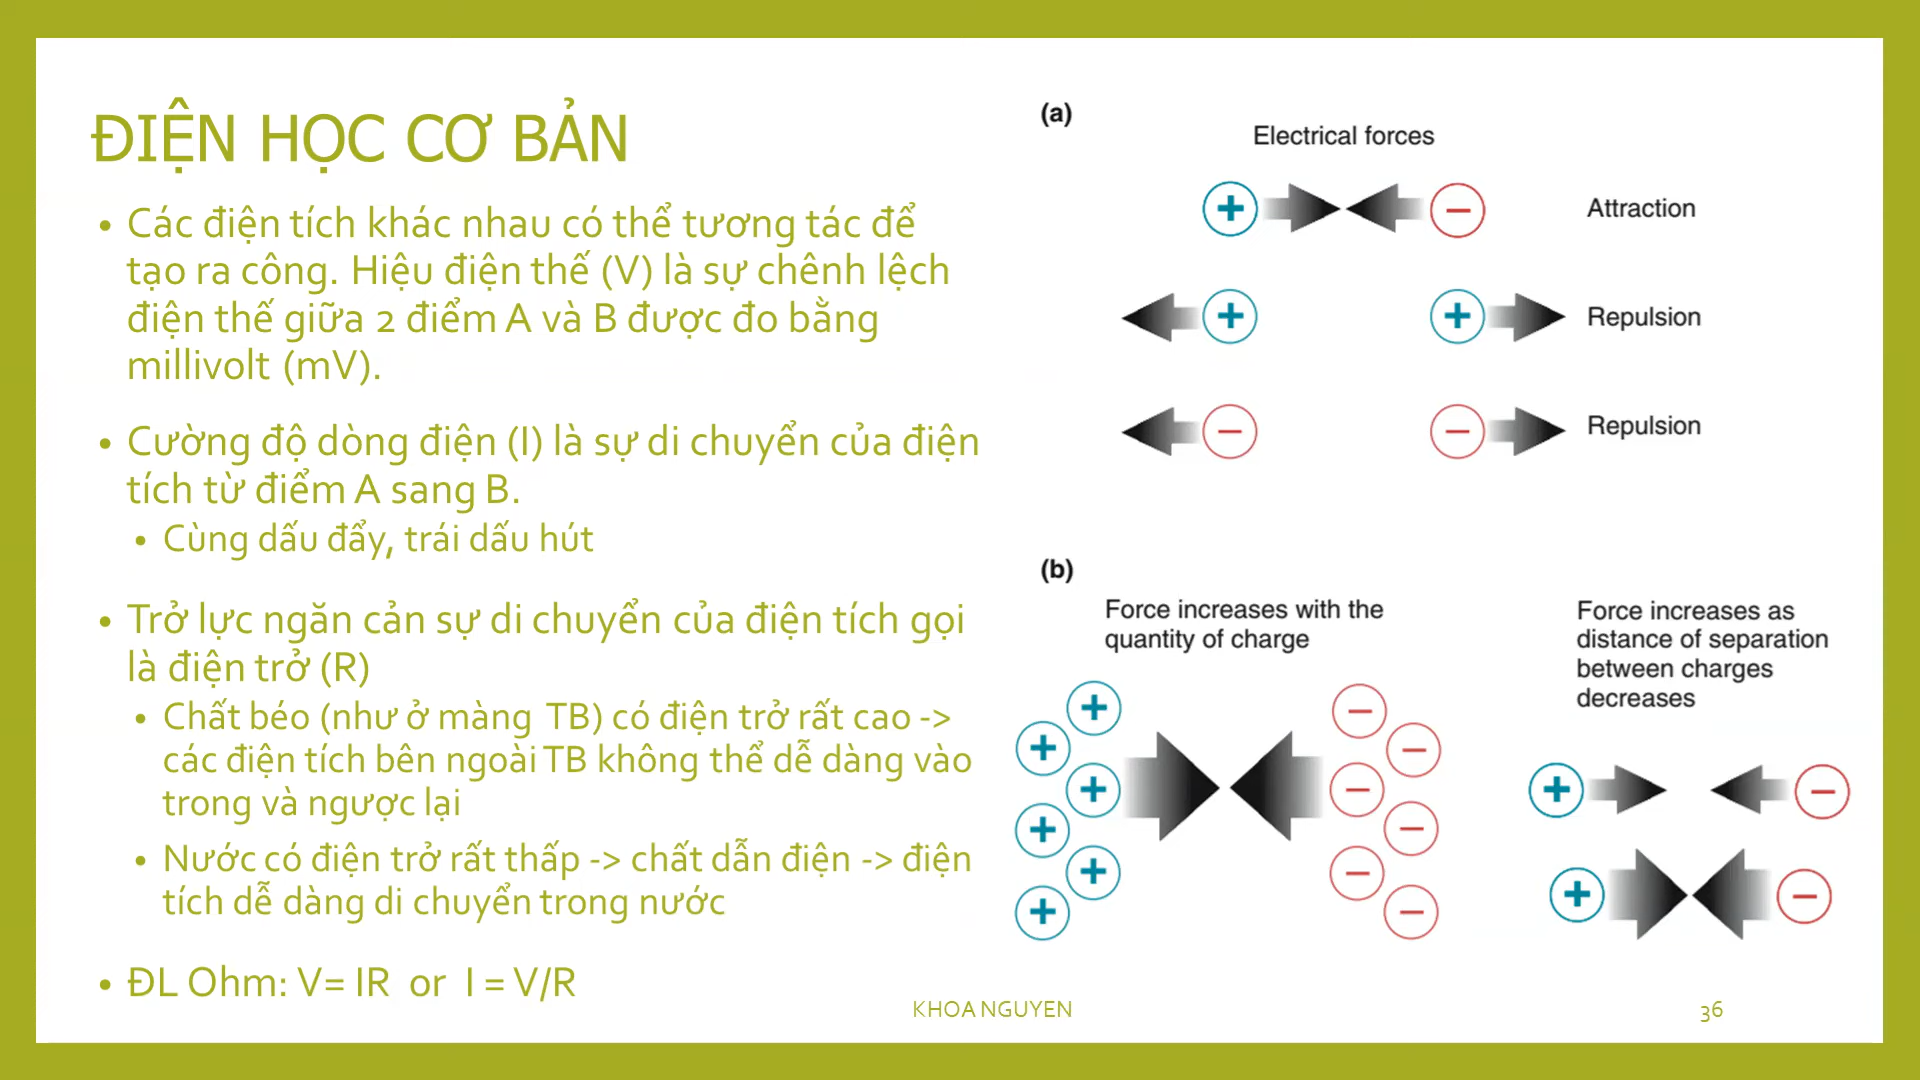 ĐIỆN HỌC CƠ BẢN
• Các điện tích khác nhau có thể tương tác để
tạo ra công. Hiệu điện thế (V) là sự chênh lệch
điện thế giữa 2 điểm A và B được đo bằng
millivolt (mV).
• Cường độ dòng điện (I) là sự di chuyển của điện
tích từ điểm A sang B.
• Cùng dấu đẩy, trái dấu hút
• Trở lực ngăn cản sự di chuyển của điện tích gọi
là điện trở (R)
• Chất béo (như ở màng TB) có điện trở rất cao ->
các điện tích bên ngoài TB không thể dễ dàng vào
trong và ngược lại
• Nước có điện trở rất thấp -> chất dẫn điện -> điện
tích dễ dàng di chuyển trong nước
• ĐL Ohm: V= IR or I = V/R
(a)
Electrical forces
+ − Attraction
+ + Repulsion
− − Repulsion
(b)
Force increases with the
quantity of charge
+ + + + + +
− − − − − −
Force increases as
distance of separation
between charges
decreases
+ −
+ −
KHOA NGUYEN
36